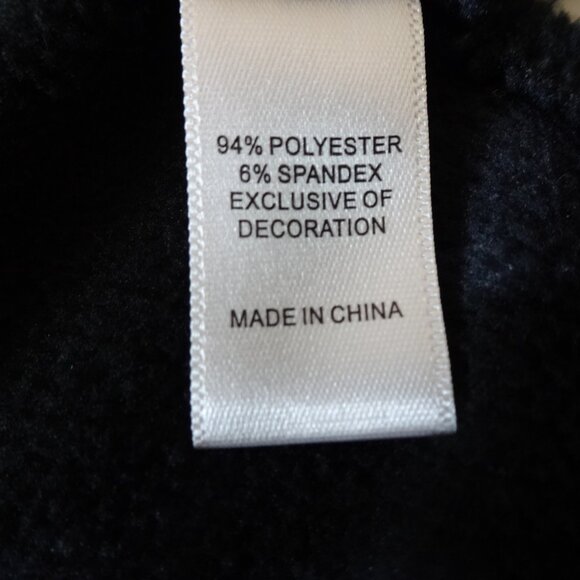 94% POLYESTER
6% SPANDEX
EXCLUSIVE OF
DECORATION
MADE IN CHINA